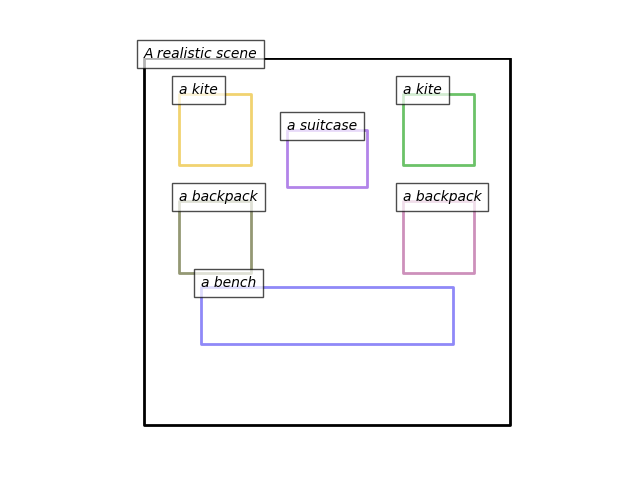 A realistic scene
a kite
a kite
a suitcase
a backpack
a backpack
a bench